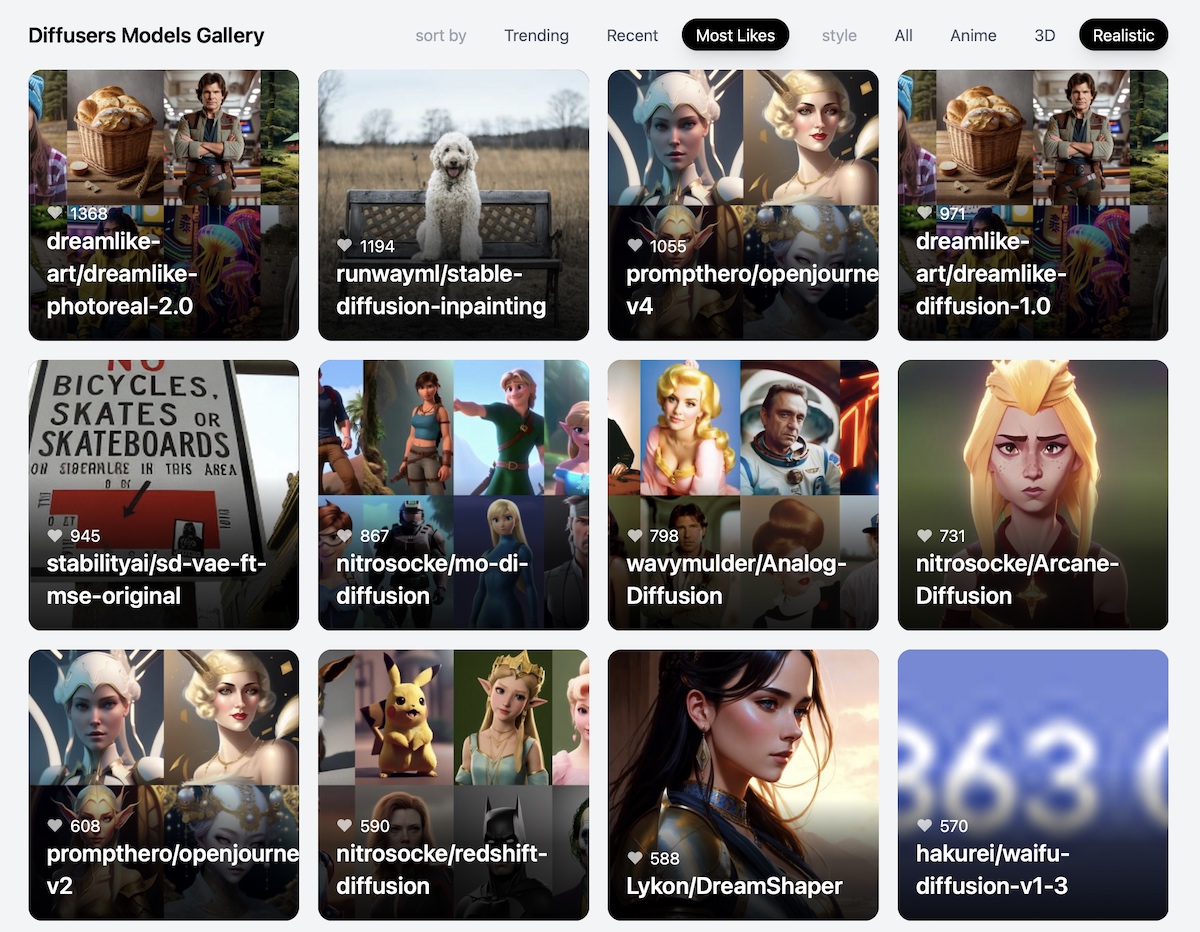 Diffusers Models Gallery
sort by Trending Recent Most Likes style All Anime 3D Realistic
1368
dreamlike-
art/dreamlike-
photoreal-2.0
1194
runwayml/stable-
diffusion-inpainting
1055
prompthero/openjourne
v4
971
dreamlike-
art/dreamlike-
diffusion-1.0
NO
BICYCLES,
SKATES OR
SKATEBOARDS
IN THIS AREA
945
stabilityai/sd-vae-ft-
mse-original
867
nitrosocke/mo-di-
diffusion
798
wavymulder/Analog-
Diffusion
731
nitrosocke/Arcane-
Diffusion
608
prompthero/openjourne
v2
590
nitrosocke/redshift-
diffusion
588
Lykon/DreamShaper
363
570
hakurei/waifu-
diffusion-v1-3